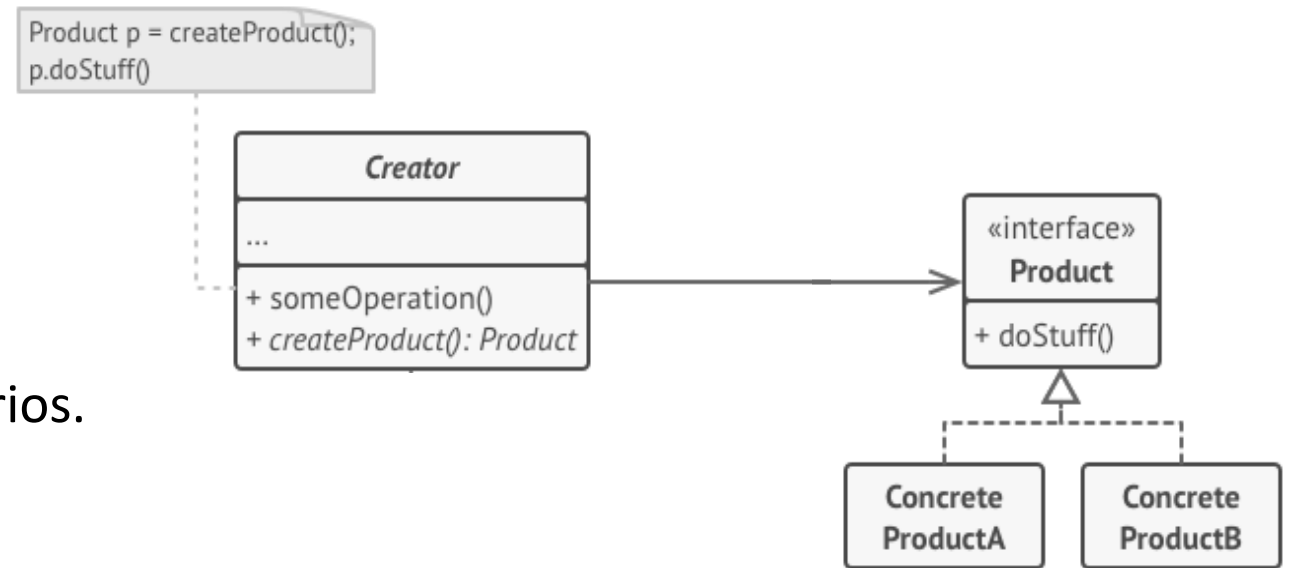 Product p = createProduct();
p.doStuff()
Creator
...
+ someOperation()
+ createProduct(): Product
«interface»
Product
+ doStuff()
rios.
Concrete
ProductA
Concrete
ProductB